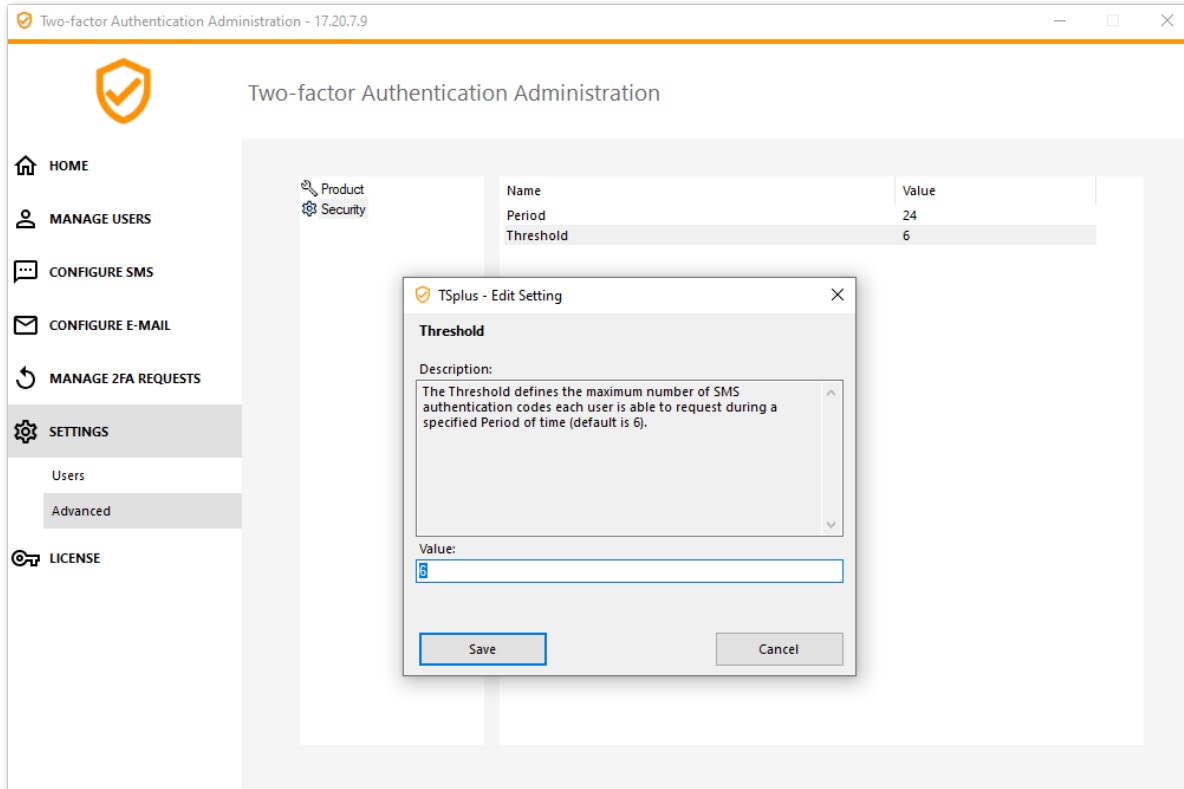 Two-factor Authentication Administration - 17.20.7.9
Two-factor Authentication Administration
HOME
MANAGE USERS
CONFIGURE SMS
CONFIGURE E-MAIL
MANAGE 2FA REQUESTS
SETTINGS
Users
Advanced
LICENSE
Product
Security
Name Value
Period 24
Threshold 6
TSplus - Edit Setting
Threshold
Description:
The Threshold defines the maximum number of SMS
authentication codes each user is able to request during a
specified Period of time (default is 6).
Value:
6
Save Cancel